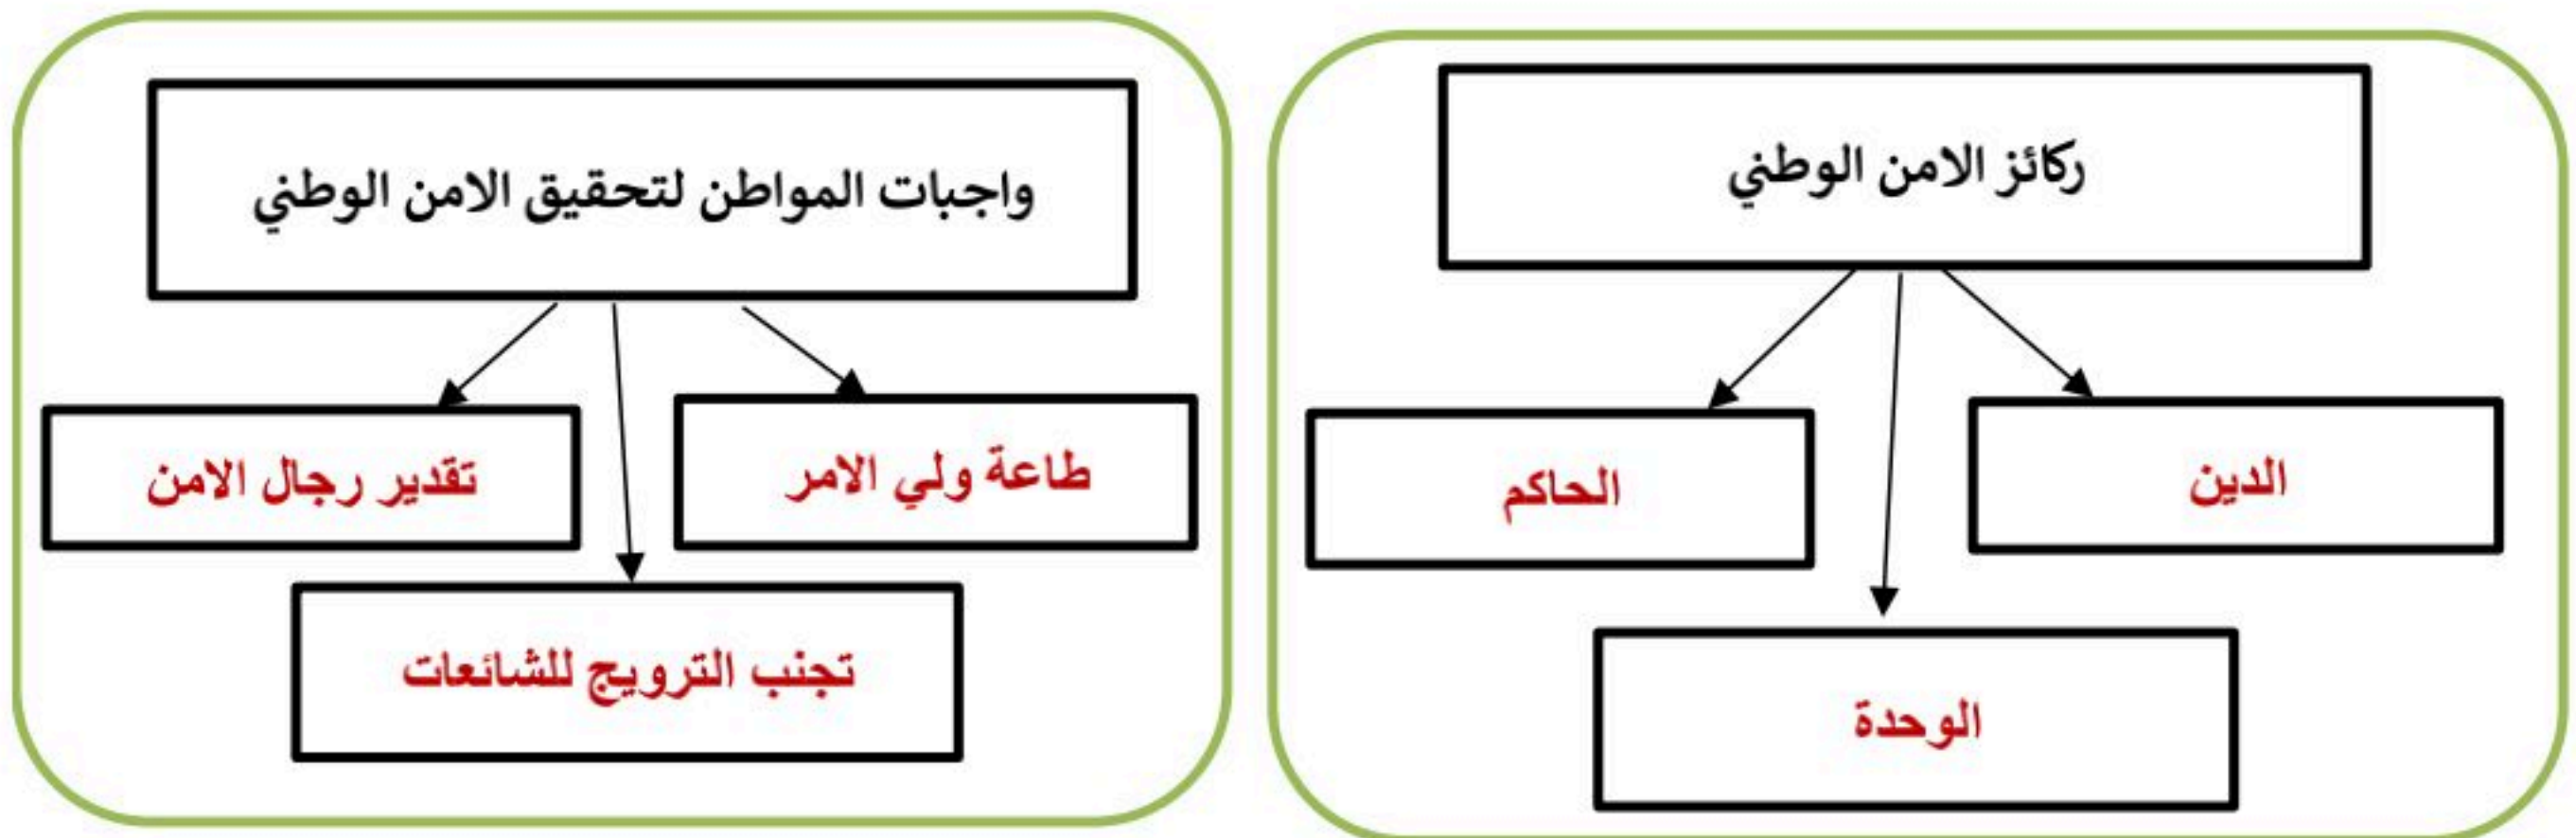 ركائز الامن الوطني
الدين
الحاكم
الوحدة
واجبات المواطن لتحقيق الامن الوطني
طاعة ولي الامر
تقدير رجال الامن
تجنب الترويج للشائعات